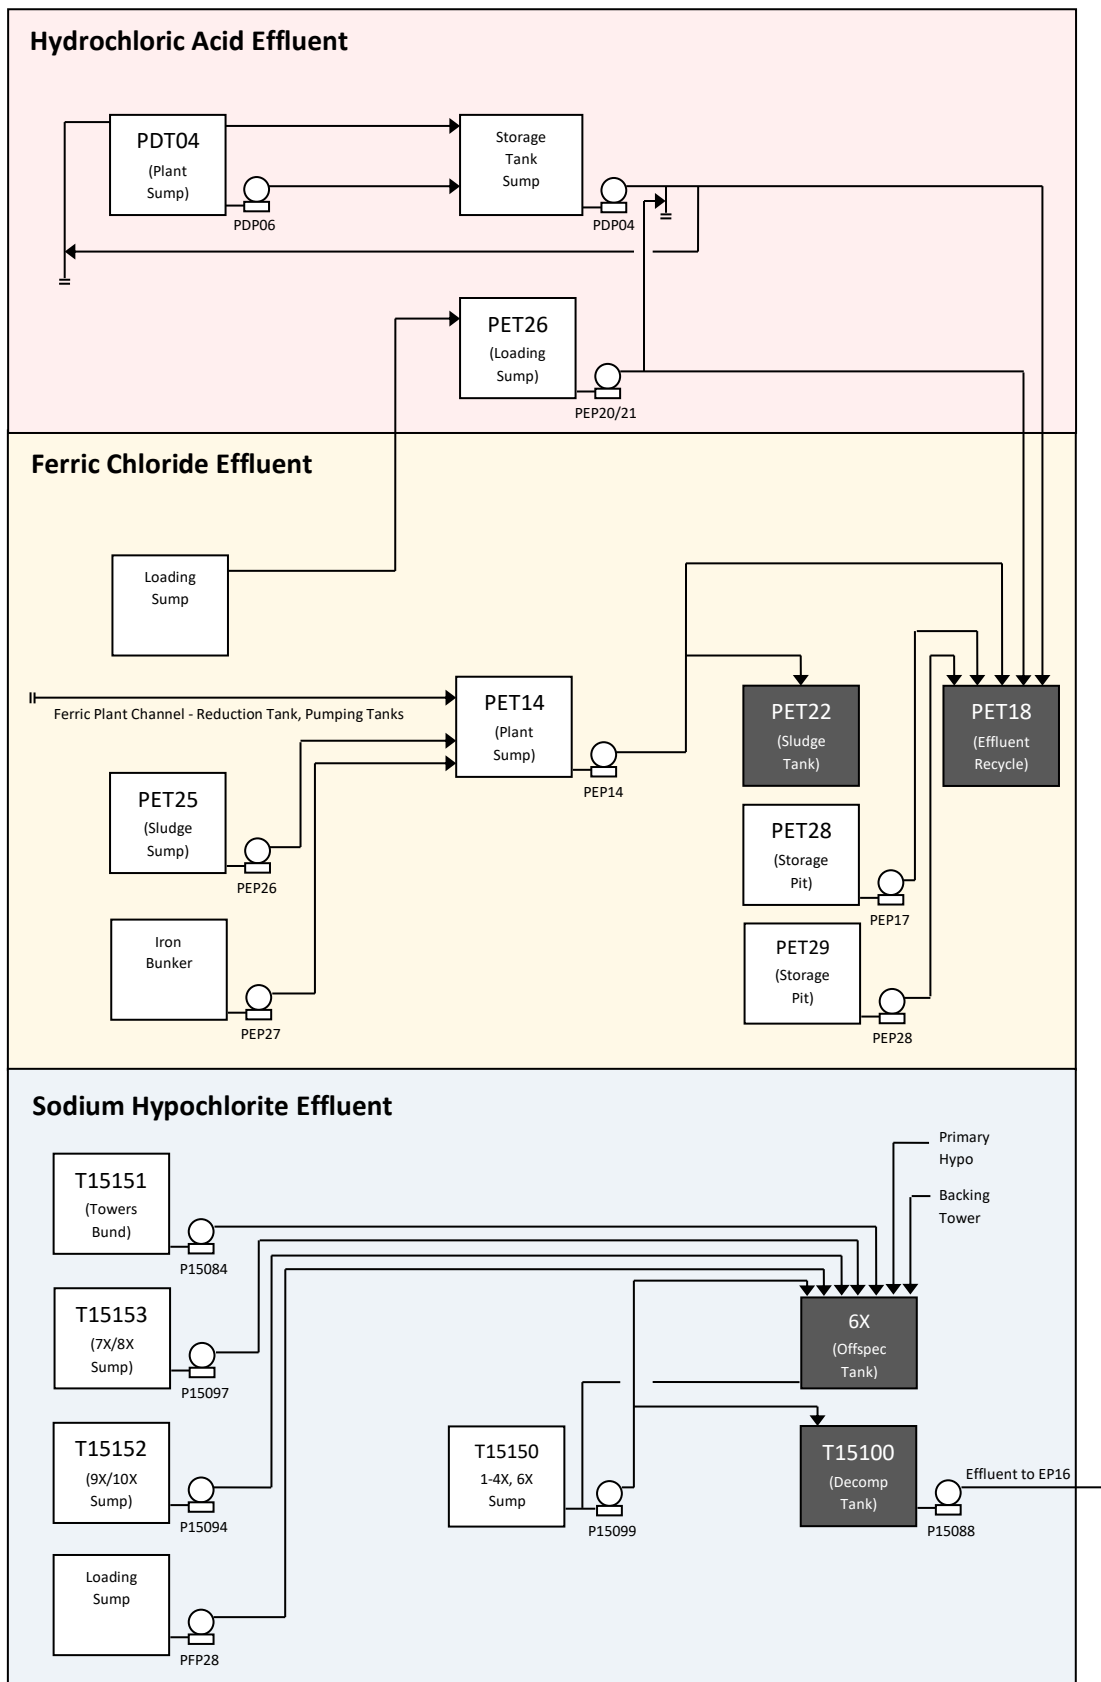 Hydrochloric Acid Effluent
PDT04
(Plant
Sump)
PDP06
Storage
Tank
Sump
PDP04
PET26
(Loading
Sump)
PEP20/21
Ferric Chloride Effluent
Loading
Sump
Ferric Plant Channel - Reduction Tank, Pumping Tanks
PET14
(Plant
Sump)
PEP14
PET22
(Sludge
Tank)
PET18
(Effluent
Recycle)
PET25
(Sludge
Sump)
PEP26
PET28
(Storage
Pit)
PEP17
Iron
Bunker
PEP27
PET29
(Storage
Pit)
PEP28
Sodium Hypochlorite Effluent
Primary
Hypo
Backing
Tower
T15151
(Towers
Bund)
P15084
T15153
(7X/8X
Sump)
P15097
6X
(Offspec
Tank)
T15152
(9X/10X
Sump)
P15094
T15150
1-4X, 6X
Sump
P15099
T15100
(Decomp
Tank)
P15088
Effluent to EP16
Loading
Sump
PFP28